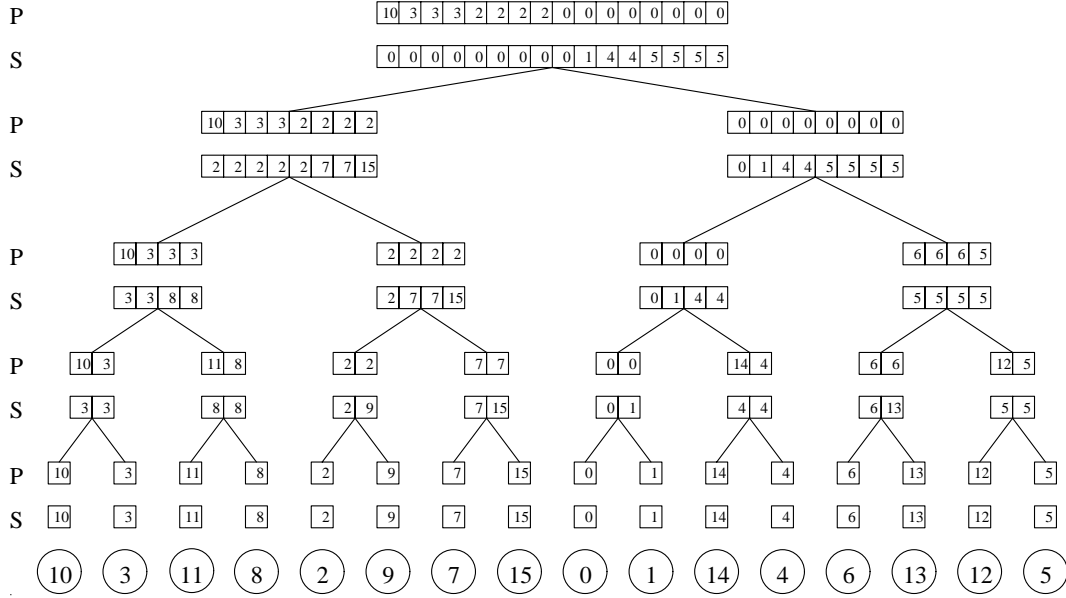 P 10 3 3 3 2 2 2 2 0 0 0 0 0 0 0 0
S 0 0 0 0 0 0 0 0 0 1 4 4 5 5 5 5
P 10 3 3 3 2 2 2 2 0 0 0 0 0 0 0 0
S 2 2 2 2 2 7 7 15 0 1 4 4 5 5 5 5
P 10 3 3 3 2 2 2 2 0 0 0 0 6 6 6 5
S 3 3 8 8 2 7 7 15 0 1 4 4 5 5 5 5
P 10 3 11 8 2 2 7 7 0 0 14 4 6 6 12 5
S 3 3 8 8 2 9 7 15 0 1 4 4 6 13 5 5
P 10 3 11 8 2 9 7 15 0 1 14 4 6 13 12 5
S 10 3 11 8 2 9 7 15 0 1 14 4 6 13 12 5
10 3 11 8 2 9 7 15 0 1 14 4 6 13 12 5